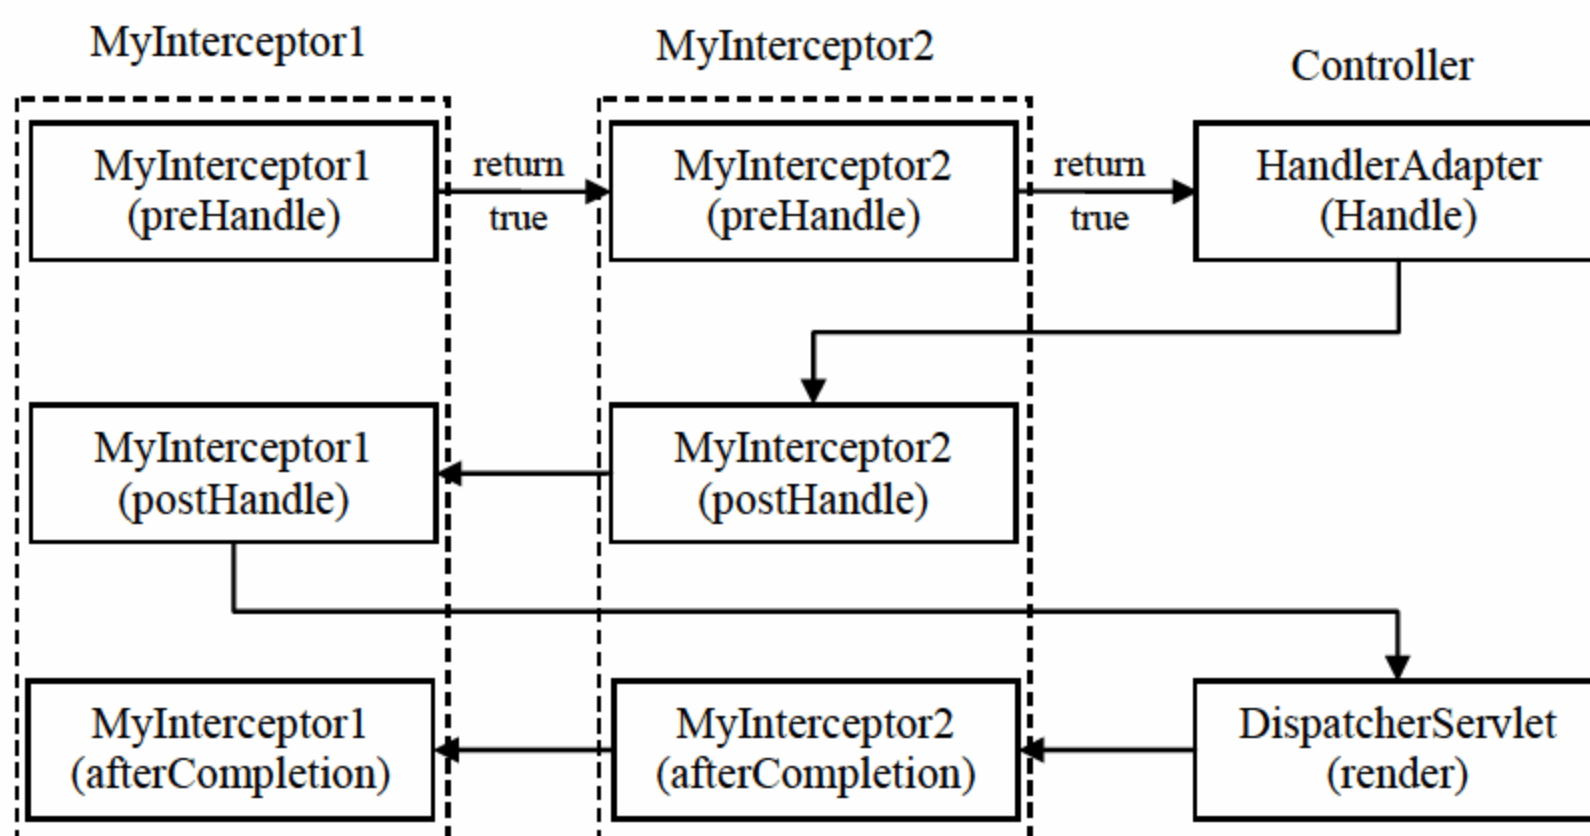 MyInterceptor1
MyInterceptor2
Controller
MyInterceptor1
(preHandle)
return
true
MyInterceptor2
(preHandle)
return
true
HandlerAdapter
(Handle)
MyInterceptor1
(postHandle)
MyInterceptor2
(postHandle)
MyInterceptor1
(afterCompletion)
MyInterceptor2
(afterCompletion)
DispatcherServlet
(render)